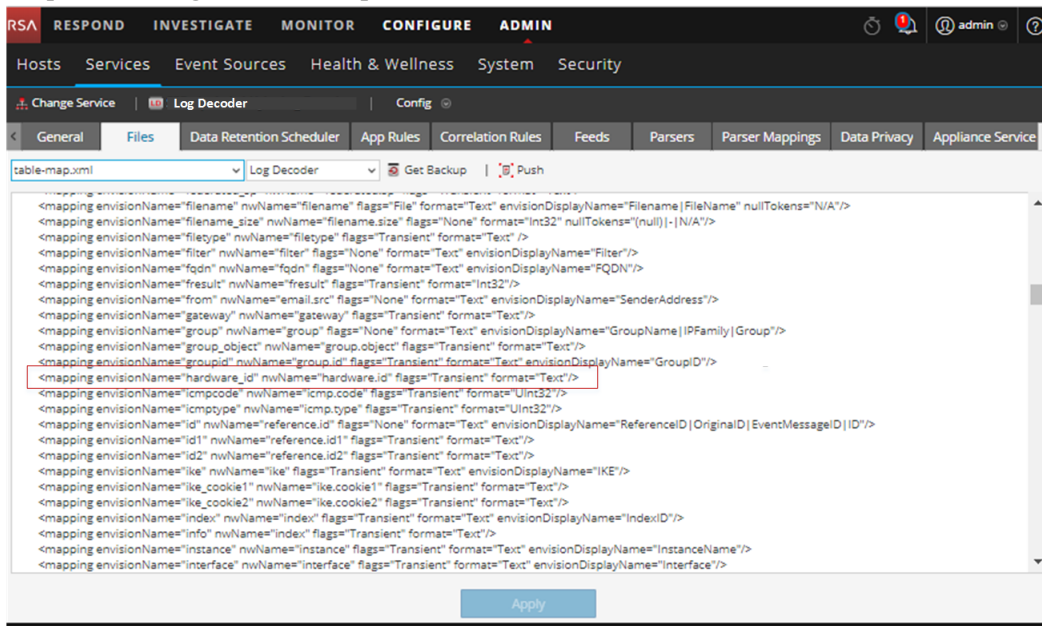 RSA RESPOND INVESTIGATE MONITOR CONFIGURE ADMIN 1 admin ?
Hosts Services Event Sources Health & Wellness System Security
Change Service | LD Log Decoder | Config
< General Files Data Retention Scheduler App Rules Correlation Rules Feeds Parsers Parser Mappings Data Privacy Appliance Service
table-map.xml Log Decoder Get Backup | Push
<mapping envisionName="filename" nwName="filename" flags="File" format="Text" envisionDisplayName="Filename|FileName" nullTokens="N/A"/>
<mapping envisionName="filename_size" nwName="filename.size" flags="None" format="Int32" nullTokens="(null)|-|N/A"/>
<mapping envisionName="filetype" nwName="filetype" flags="Transient" format="Text" />
<mapping envisionName="filter" nwName="filter" flags="None" format="Text" envisionDisplayName="Filter"/>
<mapping envisionName="fqdn" nwName="fqdn" flags="None" format="Text" envisionDisplayName="FQDN"/>
<mapping envisionName="fresult" nwName="fresult" flags="Transient" format="Int32"/>
<mapping envisionName="from" nwName="email.src" flags="None" format="Text" envisionDisplayName="SenderAddress"/>
<mapping envisionName="gateway" nwName="gateway" flags="Transient" format="Text"/>
<mapping envisionName="group" nwName="group" flags="None" format="Text" envisionDisplayName="GroupName|IPFamily|Group"/>
<mapping envisionName="group_object" nwName="group.object" flags="Transient" format="Text"/>
<mapping envisionName="groupid" nwName="group.id" flags="Transient" format="Text" envisionDisplayName="GroupID"/>
<mapping envisionName="hardware_id" nwName="hardware.id" flags="Transient" format="Text"/>
<mapping envisionName="icmpcode" nwName="icmp.code" flags="Transient" format="UInt32"/>
<mapping envisionName="icmptype" nwName="icmp.type" flags="Transient" format="UInt32"/>
<mapping envisionName="id" nwName="reference.id" flags="None" format="Text" envisionDisplayName="ReferenceID|OriginalID|EventMessageID|ID"/>
<mapping envisionName="id1" nwName="reference.id1" flags="Transient" format="Text"/>
<mapping envisionName="id2" nwName="reference.id2" flags="Transient" format="Text"/>
<mapping envisionName="ike" nwName="ike" flags="Transient" format="Text" envisionDisplayName="IKE"/>
<mapping envisionName="ike_cookie1" nwName="ike.cookie1" flags="Transient" format="Text"/>
<mapping envisionName="ike_cookie2" nwName="ike.cookie2" flags="Transient" format="Text"/>
<mapping envisionName="index" nwName="index" flags="Transient" format="Text" envisionDisplayName="IndexID"/>
<mapping envisionName="info" nwName="index" flags="Transient" format="Text"/>
<mapping envisionName="instance" nwName="instance" flags="Transient" format="Text" envisionDisplayName="InstanceName"/>
<mapping envisionName="interface" nwName="interface" flags="Transient" format="Text" envisionDisplayName="Interface"/>
Apply